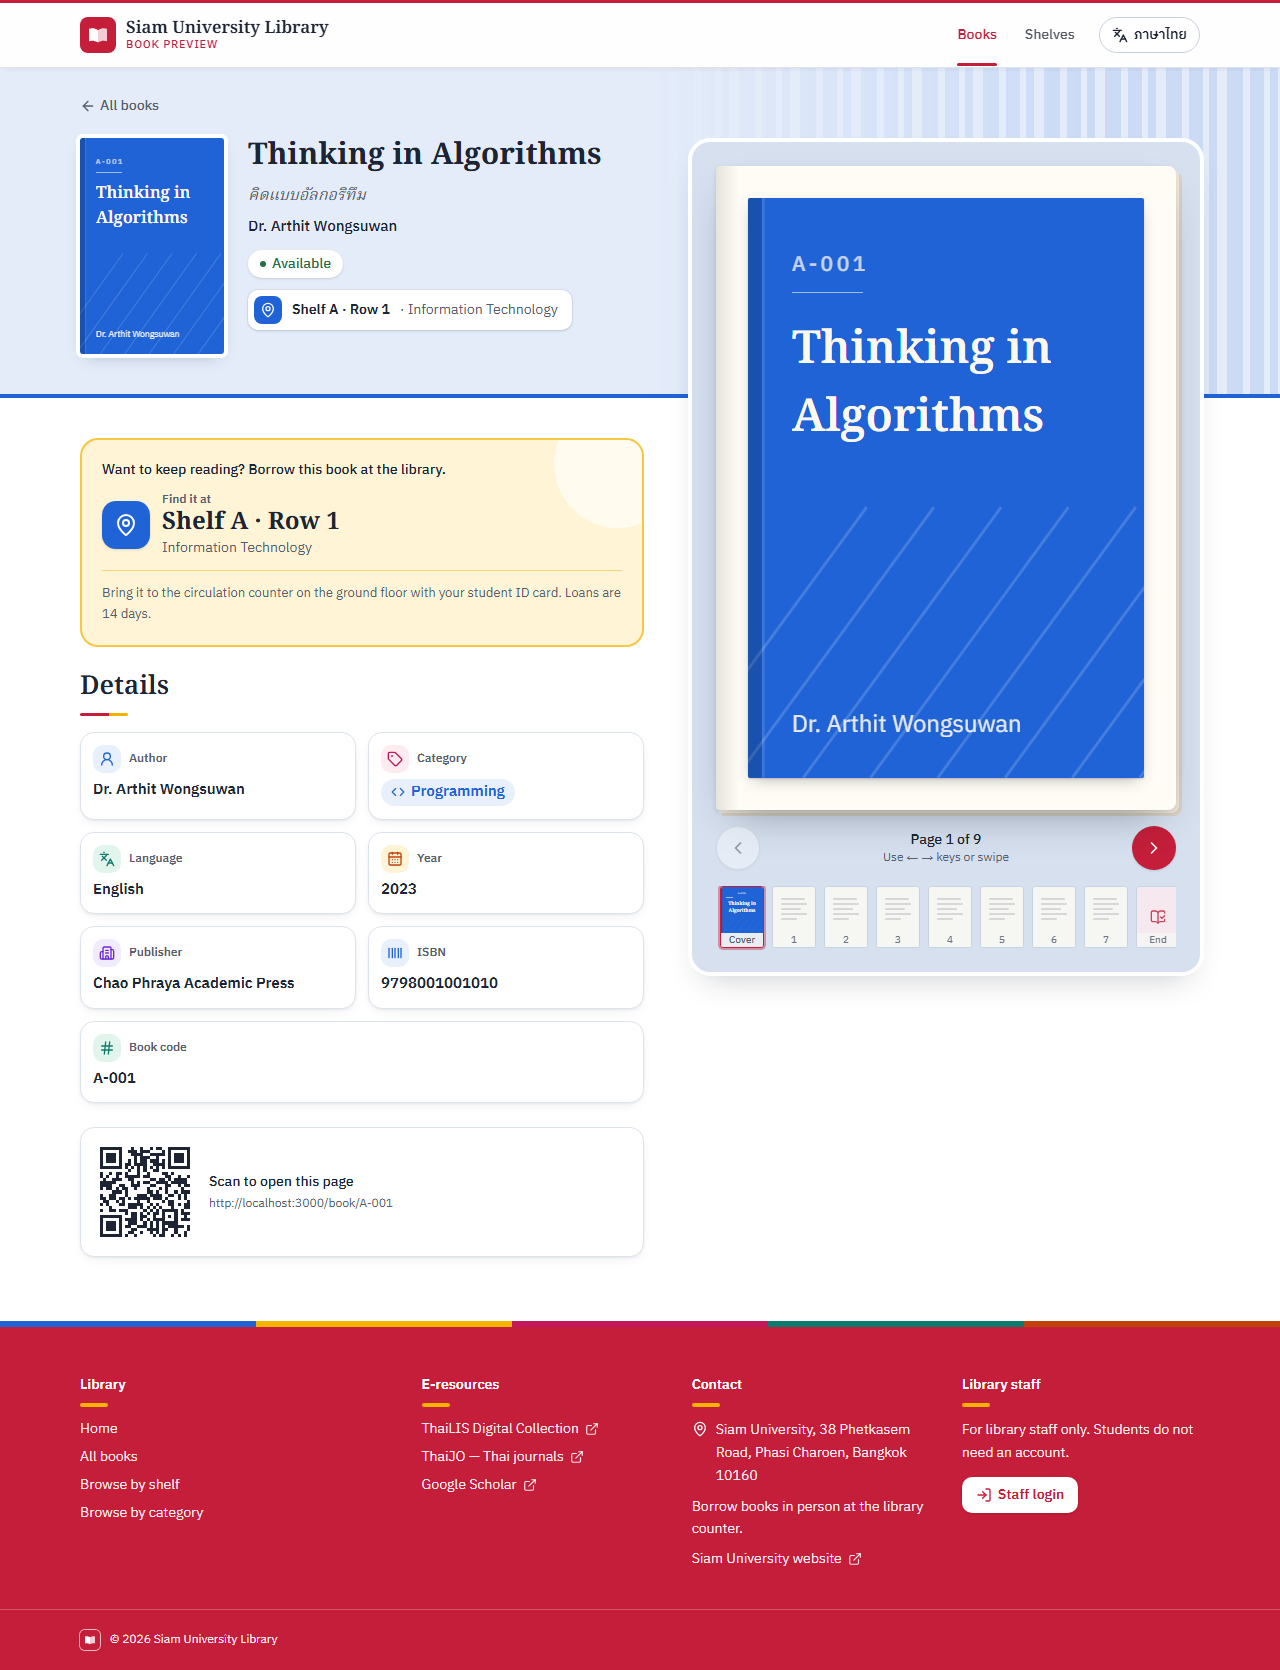 Siam University Library
BOOK PREVIEW
Books
Shelves
ภาษาไทย
All books
A-001
Thinking in
Algorithms
Dr. Arthit Wongsuwan
Thinking in Algorithms
คิดแบบอัลกอริทึม
Dr. Arthit Wongsuwan
Available
Shelf A · Row 1 · Information Technology
A-001
Thinking in
Algorithms
Dr. Arthit Wongsuwan
Page 1 of 9
Use ← → keys or swipe
Thinking in
Algorithms
Cover
1
2
3
4
5
6
7
End
Want to keep reading? Borrow this book at the library.
Find it at
Shelf A · Row 1
Information Technology
Bring it to the circulation counter on the ground floor with your student ID card. Loans are
14 days.
Details
Author
Dr. Arthit Wongsuwan
Category
Programming
Language
English
Year
2023
Publisher
Chao Phraya Academic Press
ISBN
9798001001010
Book code
A-001
Scan to open this page
http://localhost:3000/book/A-001
Library
Home
All books
Browse by shelf
Browse by category
E-resources
ThaiLIS Digital Collection
ThaiJO — Thai journals
Google Scholar
Contact
Siam University, 38 Phetkasem
Road, Phasi Charoen, Bangkok
10160
Borrow books in person at the library
counter.
Siam University website
Library staff
For library staff only. Students do not
need an account.
Staff login
© 2026 Siam University Library